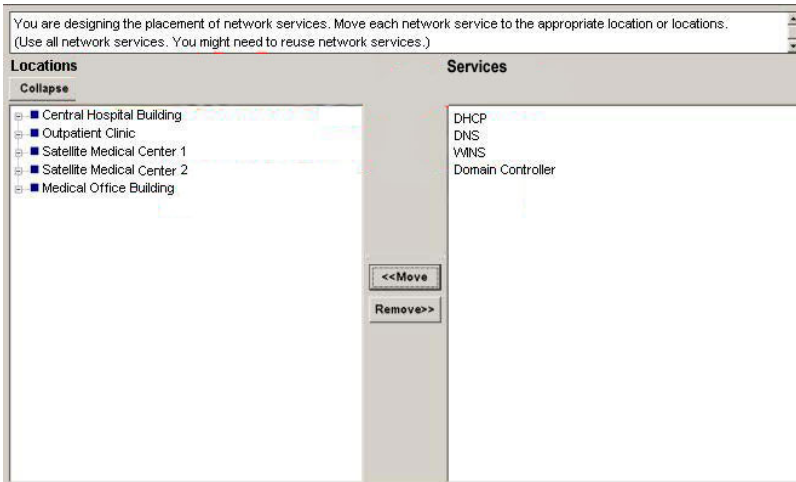 You are designing the placement of network services. Move each network service to the appropriate location or locations.
(Use all network services. You might need to reuse network services.)
Locations
Services
Collapse
Central Hospital Building
Outpatient Clinic
Satellite Medical Center 1
Satellite Medical Center 2
Medical Office Building
DHCP
DNS
WINS
Domain Controller
<<Move
Remove>>